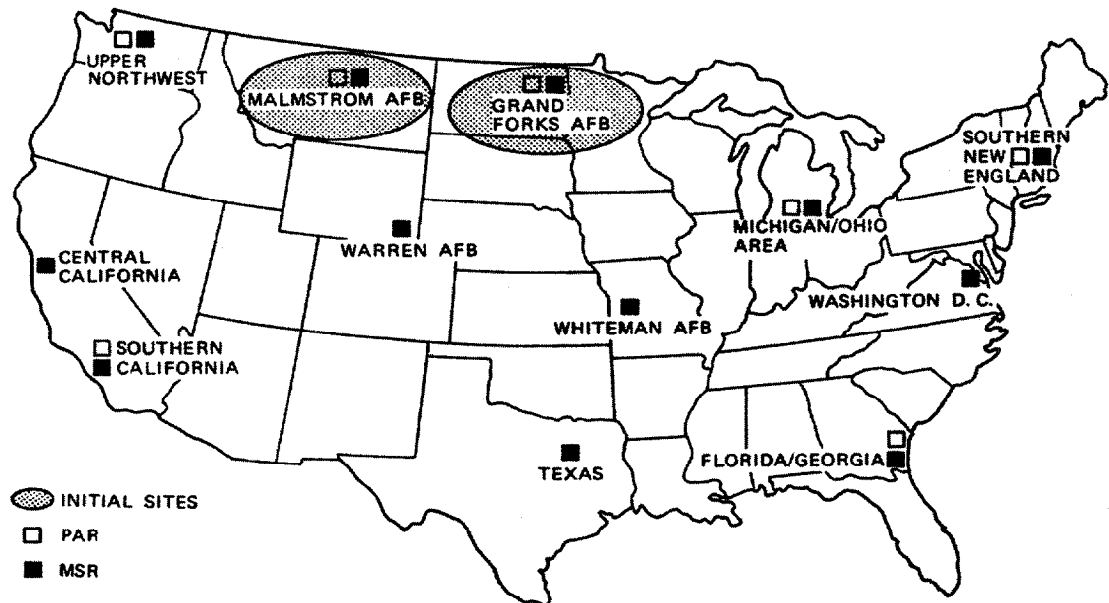 UPPER
NORTHWEST
MALMSTROM AFB
GRAND
FORKS AFB
SOUTHERN
NEW
ENGLAND
MICHIGAN/OHIO
AREA
WARREN AFB
CENTRAL
CALIFORNIA
WASHINGTON D.C.
WHITEMAN AFB
SOUTHERN
CALIFORNIA
TEXAS
FLORIDA/GEORGIA
INITIAL SITES
PAR
MSR